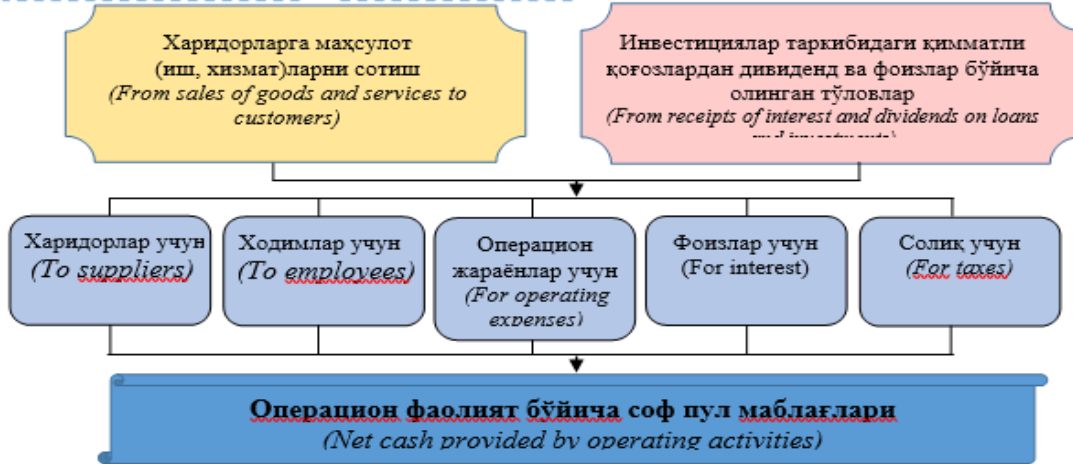 Харидорларга маҳсулот
(иш, хизмат)ларни сотиш
(From sales of goods and services to
customers)
Инвестициялар таркибидаги қимматли
қоғозлардан дивиденд ва фоизлар бўйича
олинган тўловлар
(From receipts of interest and dividends on loans
and investments)
Харидорлар учун
(To suppliers)
Ходимлар учун
(To employees)
Операцион
жараёнлар учун
(For operating
expenses)
Фоизлар учун
(For interest)
Солиқ учун
(For taxes)
Операцион фаолият бўйича соф пул маблағлари
(Net cash provided by operating activities)